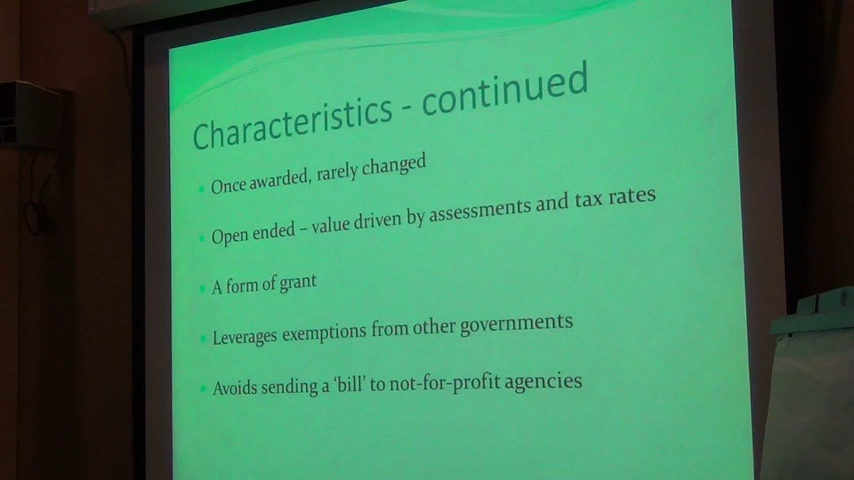 Characteristics - continued
Once awarded, rarely changed
Open ended – value driven by assessments and tax rates
A form of grant
Leverages exemptions from other governments
Avoids sending a ‘bill’ to not-for-profit agencies